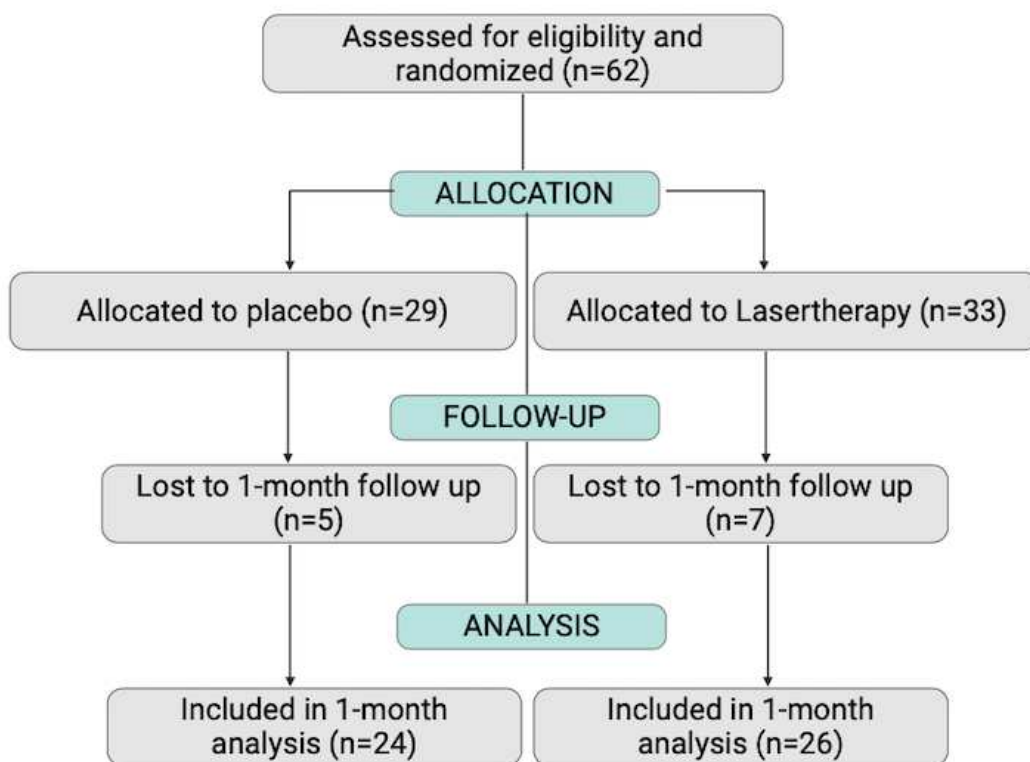 Assessed for eligibility and
randomized (n=62)
ALLOCATION
Allocated to placebo (n=29)
Allocated to Lasertherapy (n=33)
FOLLOW-UP
Lost to 1-month follow up
(n=5)
Lost to 1-month follow up
(n=7)
ANALYSIS
Included in 1-month
analysis (n=24)
Included in 1-month
analysis (n=26)